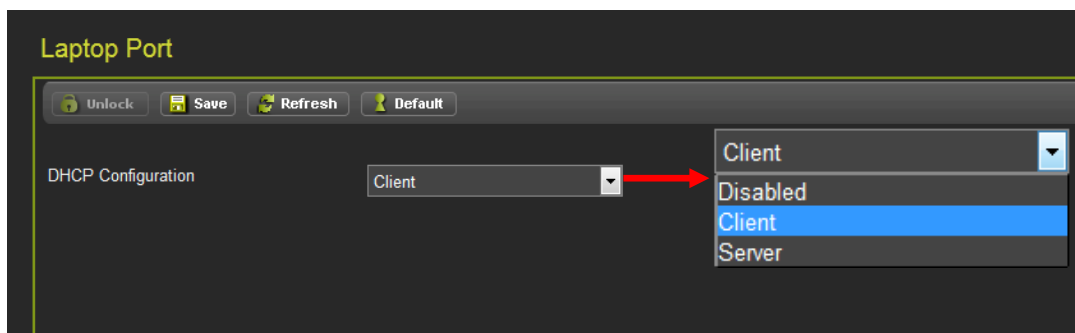 Laptop Port
Unlock Save Refresh Default
DHCP Configuration Client
Client
Disabled
Client
Server